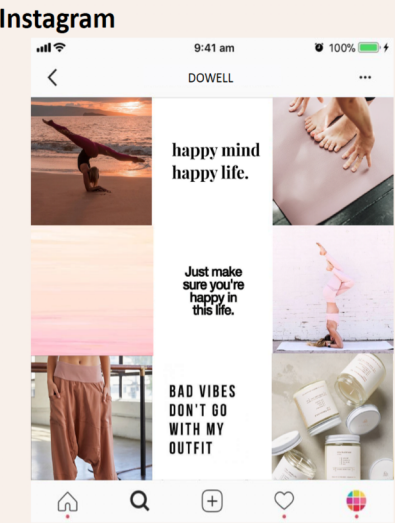 Instagram
9:41 am
100%
DOWELL
happy mind
happy life.
Just make
sure you're
happy in
this life.
BAD VIBES
DON'T GO
WITH MY
OUTFIT